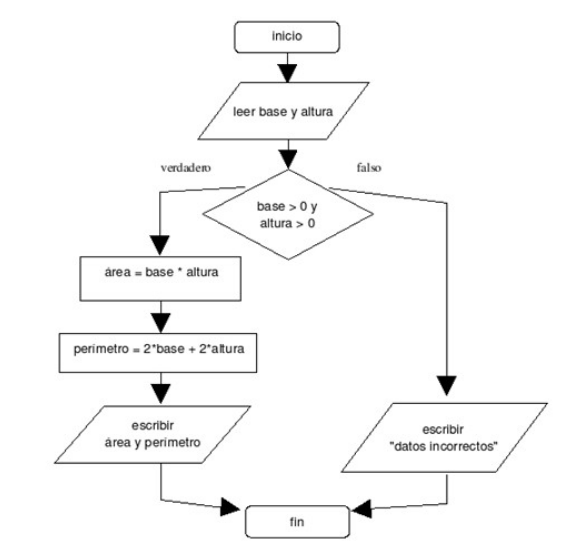 inicio
leer base y altura
verdadero
falso
base > 0 y
altura > 0
área = base * altura
perímetro = 2*base + 2*altura
escribir
área y perímetro
escribir
"datos incorrectos"
fin